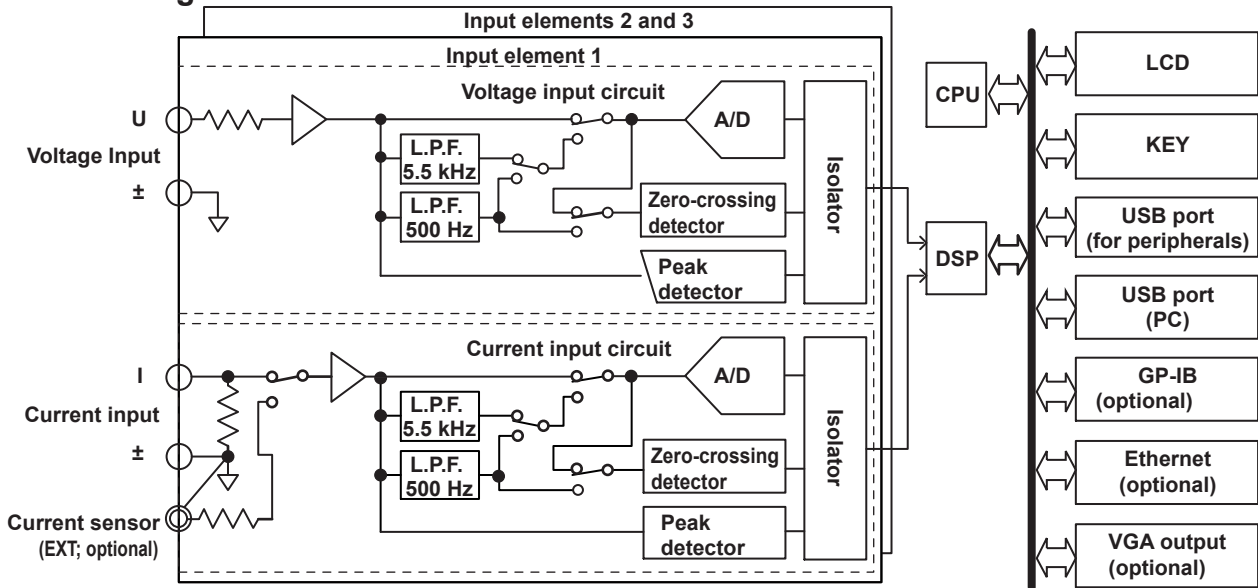 Input elements 2 and 3
Input element 1
Voltage input circuit
U
Voltage Input
±
L.P.F.
5.5 kHz
L.P.F.
500 Hz
A/D
Zero-crossing
detector
Peak
detector
Isolator
Current input circuit
I
Current input
±
Current sensor
(EXT; optional)
L.P.F.
5.5 kHz
L.P.F.
500 Hz
A/D
Zero-crossing
detector
Peak
detector
Isolator
CPU
DSP
LCD
KEY
USB port
(for peripherals)
USB port
(PC)
GP-IB
(optional)
Ethernet
(optional)
VGA output
(optional)